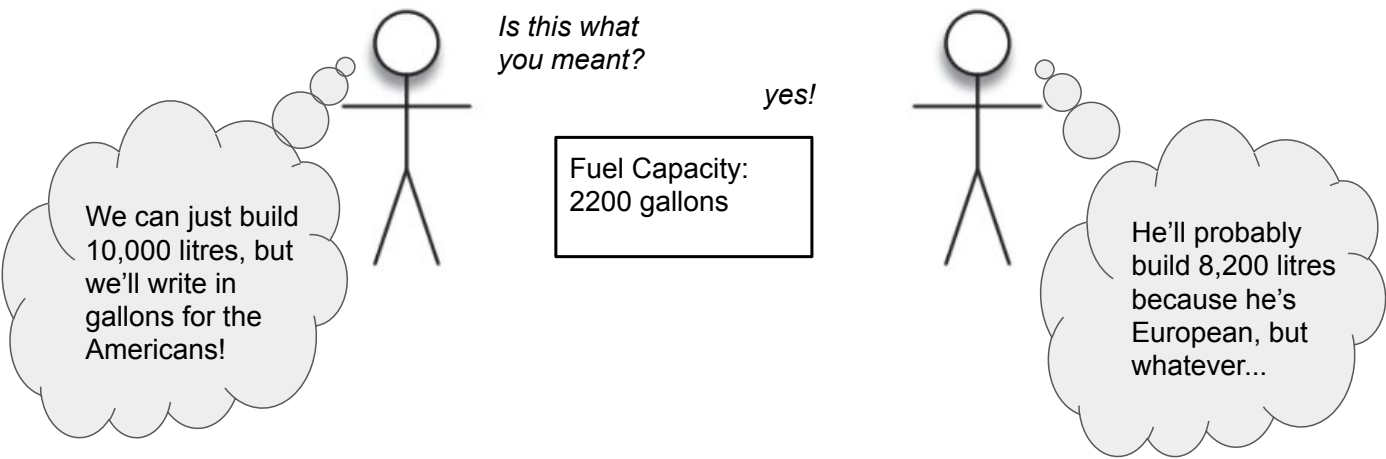 Is this what
you meant?
yes!
Fuel Capacity:
2200 gallons
We can just build
10,000 litres, but
we’ll write in
gallons for the
Americans!
He’ll probably
build 8,200 litres
because he’s
European, but
whatever...